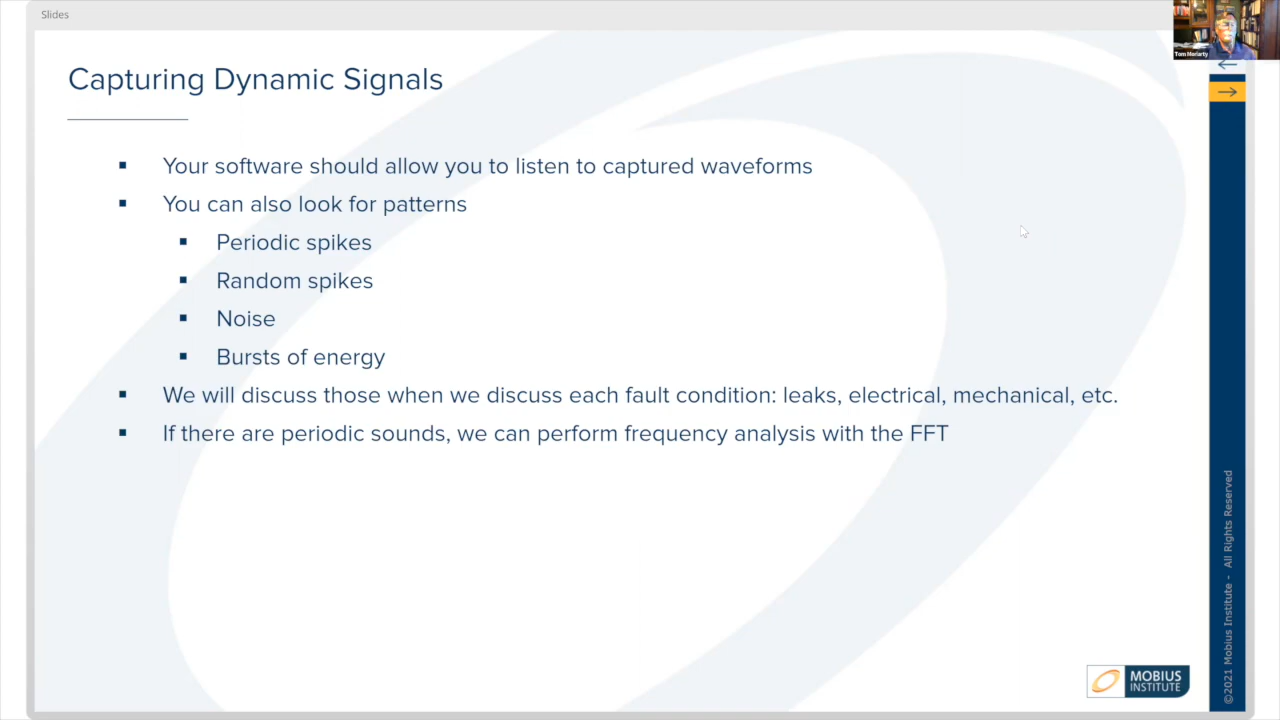 Slides
Tom Moriarty
Capturing Dynamic Signals
Your software should allow you to listen to captured waveforms
You can also look for patterns
Periodic spikes
Random spikes
Noise
Bursts of energy
We will discuss those when we discuss each fault condition: leaks, electrical, mechanical, etc.
If there are periodic sounds, we can perform frequency analysis with the FFT
©2021 Mobius Institute - All Rights Reserved
MOBIUS
INSTITUTE